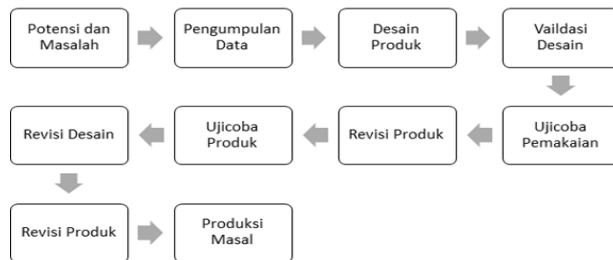 Potensi dan
Masalah
Pengumpulan
Data
Desain
Produk
Vaildasi
Desain
Ujicoba
Pemakaian
Revisi Produk
Ujicoba
Produk
Revisi Desain
Revisi Produk
Produksi
Masal